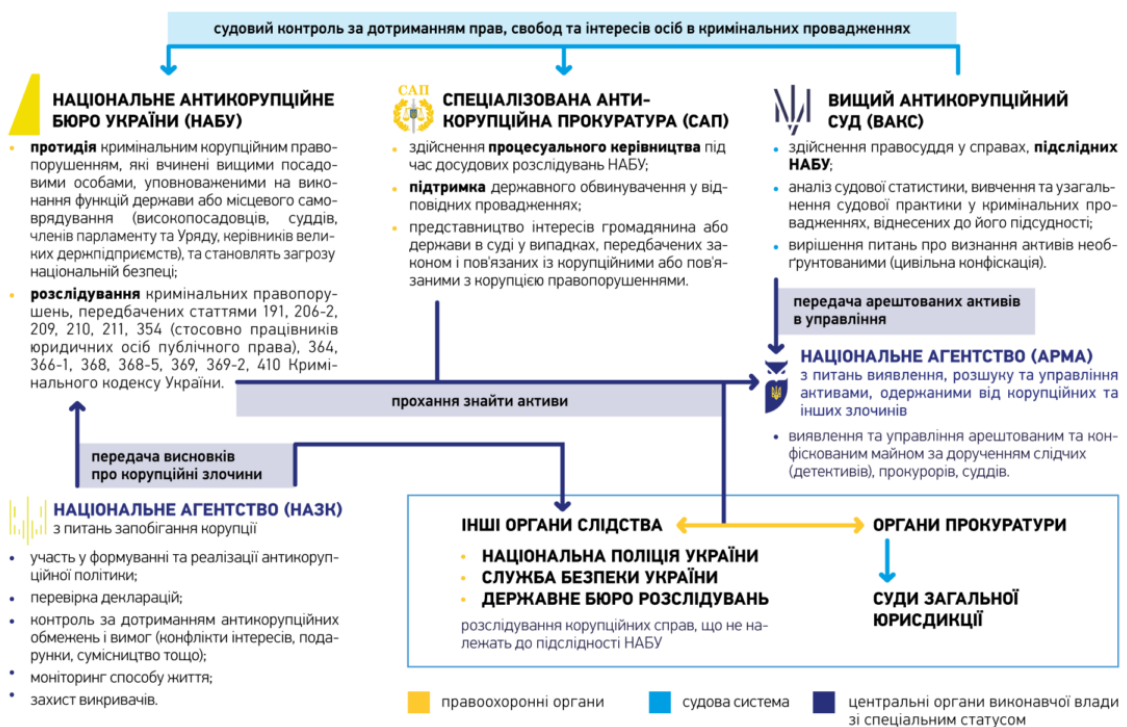 судовий контроль за дотриманням прав, свобод та інтересів осіб в кримінальних провадженнях
НАЦІОНАЛЬНЕ АНТИКОРУПЦІЙНЕ
БЮРО УКРАЇНИ (НАБУ)
• протидія кримінальним корупційним право-
порушенням, які вчинені вищими посадо-
вими особами, уповноваженими на вико-
нання функцій держави або місцевого само-
врядування (високопосадовців, суддів,
членів парламенту та Уряду, керівників вели-
ких держпідприємств), та становлять загрозу
національній безпеці;
• розслідування кримінальних правопору-
шень, передбачених статтями 191, 206-2,
209, 210, 211, 354 (стосовно працівників
юридичних осіб публічного права), 364,
366-1, 368, 368-5, 369, 369-2, 410 Кримі-
нального кодексу України.
САП
СПЕЦІАЛІЗОВАНА АНТИ-
КОРУПЦІЙНА ПРОКУРАТУРА (САП)
• здійснення процесуального керівництва під
час досудових розслідувань НАБУ;
• підтримка державного обвинувачення у від-
повідних провадженнях;
• представництво інтересів громадянина або
держави в суді у випадках, передбачених за-
коном і пов'язаних із корупційними або пов'я-
заними з корупцією правопорушеннями.
ВИЩИЙ АНТИКОРУПЦІЙНИЙ
СУД (ВАКС)
• здійснення правосуддя у справах, підслідних
НАБУ;
• аналіз судової статистики, вивчення та узагаль-
нення судової практики у кримінальних про-
вадженнях, віднесених до його підсудності;
• вирішення питань про визнання активів необ-
ґрунтованими (цивільна конфіскація).
передача арештованих активів
в управління
НАЦІОНАЛЬНЕ АГЕНТСТВО (АРМА)
з питань виявлення, розшуку та управління
активами, одержаними від корупційних та
інших злочинів
• виявлення та управління арештованим та кон-
фіскованим майном за дорученням слідчих
(детективів), прокурорів, суддів.
прохання знайти активи
передача висновків
про корупційні злочини
НАЦІОНАЛЬНЕ АГЕНТСТВО (НАЗК)
з питань запобігання корупції
• участь у формуванні та реалізації антикоруп-
ційної політики;
• перевірка декларацій;
• контроль за дотриманням антикорупційних
обмежень і вимог (конфлікти інтересів, пода-
рунки, сумісництво тощо);
• моніторинг способу життя;
• захист викривачів.
ІНШІ ОРГАНИ СЛІДСТВА
• НАЦІОНАЛЬНА ПОЛІЦІЯ УКРАЇНИ
• СЛУЖБА БЕЗПЕКИ УКРАЇНИ
• ДЕРЖАВНЕ БЮРО РОЗСЛІДУВАНЬ
розслідування корупційних справ, що не на-
лежать до підслідності НАБУ
ОРГАНИ ПРОКУРАТУРИ
СУДИ ЗАГАЛЬНОЇ
ЮРИСДИКЦІЇ
правоохоронні органи
судова система
центральні органи виконавчої влади
зі спеціальним статусом